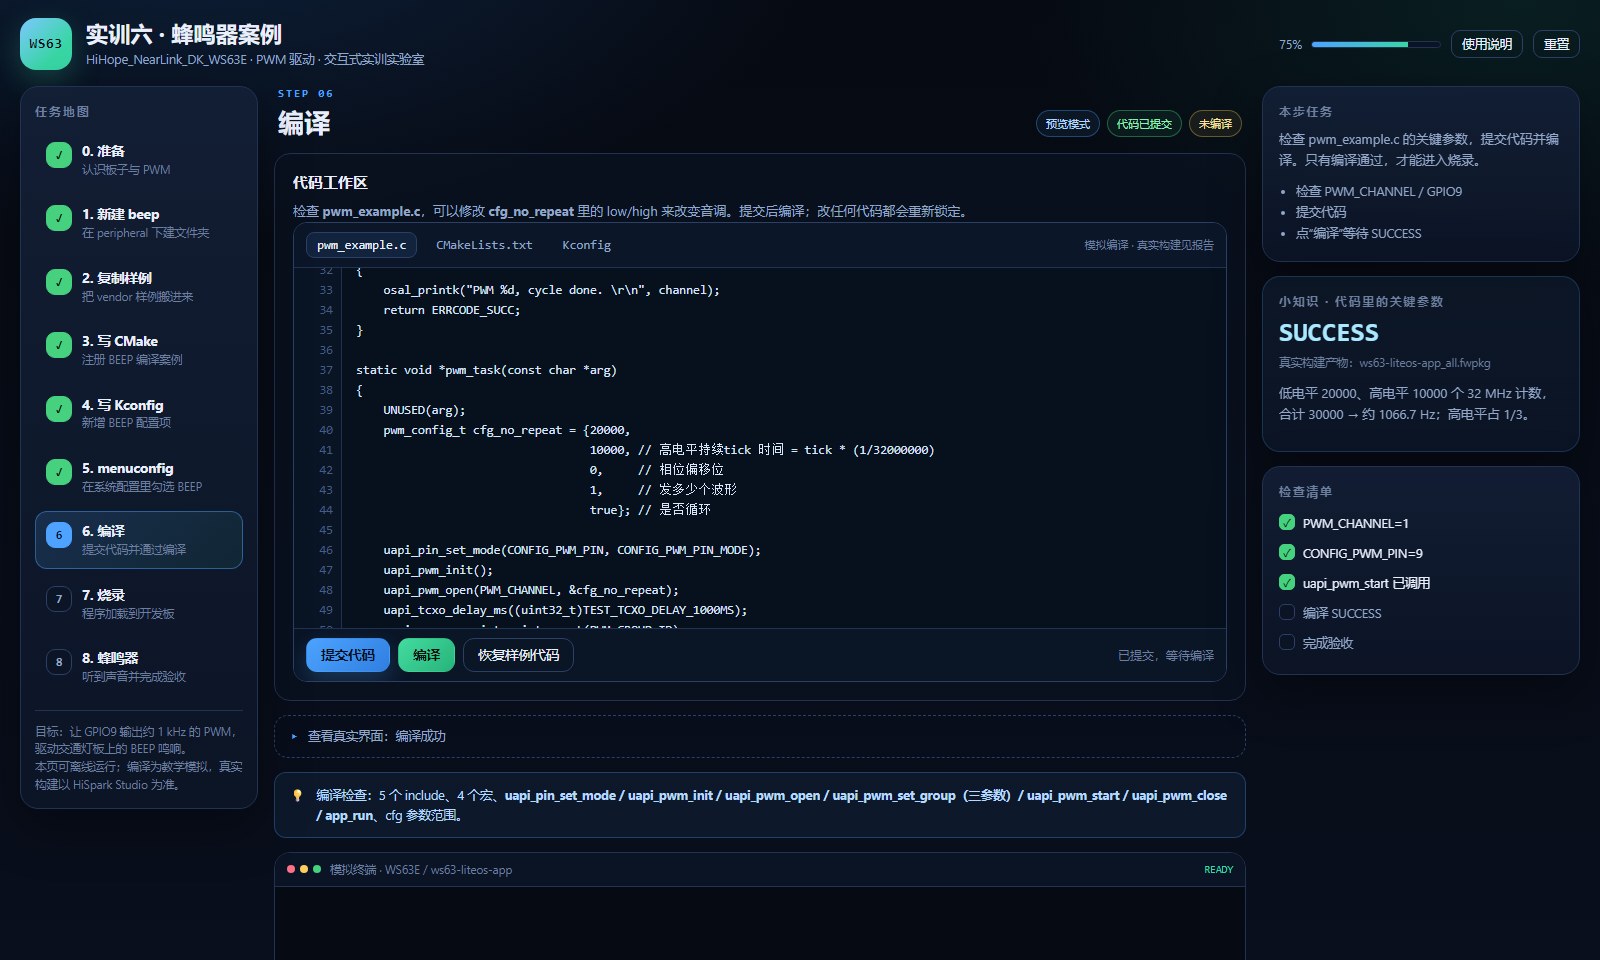 WS63
实训六 · 蜂鸣器案例
HiHope_NearLink_DK_WS63E · PWM 驱动 · 交互式实训实验室
75%
使用说明
重置
任务地图
✓
0. 准备
认识板子与 PWM
✓
1. 新建 beep
在 peripheral 下建文件夹
✓
2. 复制样例
把 vendor 样例搬进来
✓
3. 写 CMake
注册 BEEP 编译案例
✓
4. 写 Kconfig
新增 BEEP 配置项
✓
5. menuconfig
在系统配置里勾选 BEEP
6
6. 编译
提交代码并通过编译
7
7. 烧录
程序加载到开发板
8
8. 蜂鸣器
听到声音并完成验收
目标：让 GPIO9 输出约 1 kHz 的 PWM，
驱动交通灯板上的 BEEP 鸣响。
本页可离线运行；编译为教学模拟，真实
构建以 HiSpark Studio 为准。
STEP 06
编译
预览模式
代码已提交
未编译
代码工作区
检查 pwm_example.c，可以修改 cfg_no_repeat 里的 low/high 来改变音调。提交后编译；改任何代码都会重新锁定。
pwm_example.c
CMakeLists.txt
Kconfig
模拟编译 · 真实构建见报告
32 {
33     osal_printk("PWM %d, cycle done. \r\n", channel);
34     return ERRCODE_SUCC;
35 }
36
37 static void *pwm_task(const char *arg)
38 {
39     UNUSED(arg);
40     pwm_config_t cfg_no_repeat = {20000,
41                                   10000, // 高电平持续tick 时间 = tick * (1/32000000)
42                                   0,     // 相位偏移位
43                                   1,     // 发多少个波形
44                                   true}; // 是否循环
45
46     uapi_pin_set_mode(CONFIG_PWM_PIN, CONFIG_PWM_PIN_MODE);
47     uapi_pwm_init();
48     uapi_pwm_open(PWM_CHANNEL, &cfg_no_repeat);
49     uapi_tcxo_delay_ms((uint32_t)TEST_TCXO_DELAY_1000MS);
提交代码
编译
恢复样例代码
已提交，等待编译
▸ 查看真实界面：编译成功
💡 编译检查：5 个 include、4 个宏、uapi_pin_set_mode / uapi_pwm_init / uapi_pwm_open / uapi_pwm_set_group（三参数）/ uapi_pwm_start / uapi_pwm_close
/ app_run、cfg 参数范围。
模拟终端 · WS63E / ws63-liteos-app
READY
本步任务
检查 pwm_example.c 的关键参数，提交代码并编
译。只有编译通过，才能进入烧录。
• 检查 PWM_CHANNEL / GPIO9
• 提交代码
• 点“编译”等待 SUCCESS
小知识 · 代码里的关键参数
SUCCESS
真实构建产物：ws63-liteos-app_all.fwpkg
低电平 20000、高电平 10000 个 32 MHz 计数，
合计 30000 → 约 1066.7 Hz；高电平占 1/3。
检查清单
✓ PWM_CHANNEL=1
✓ CONFIG_PWM_PIN=9
✓ uapi_pwm_start 已调用
编译 SUCCESS
完成验收